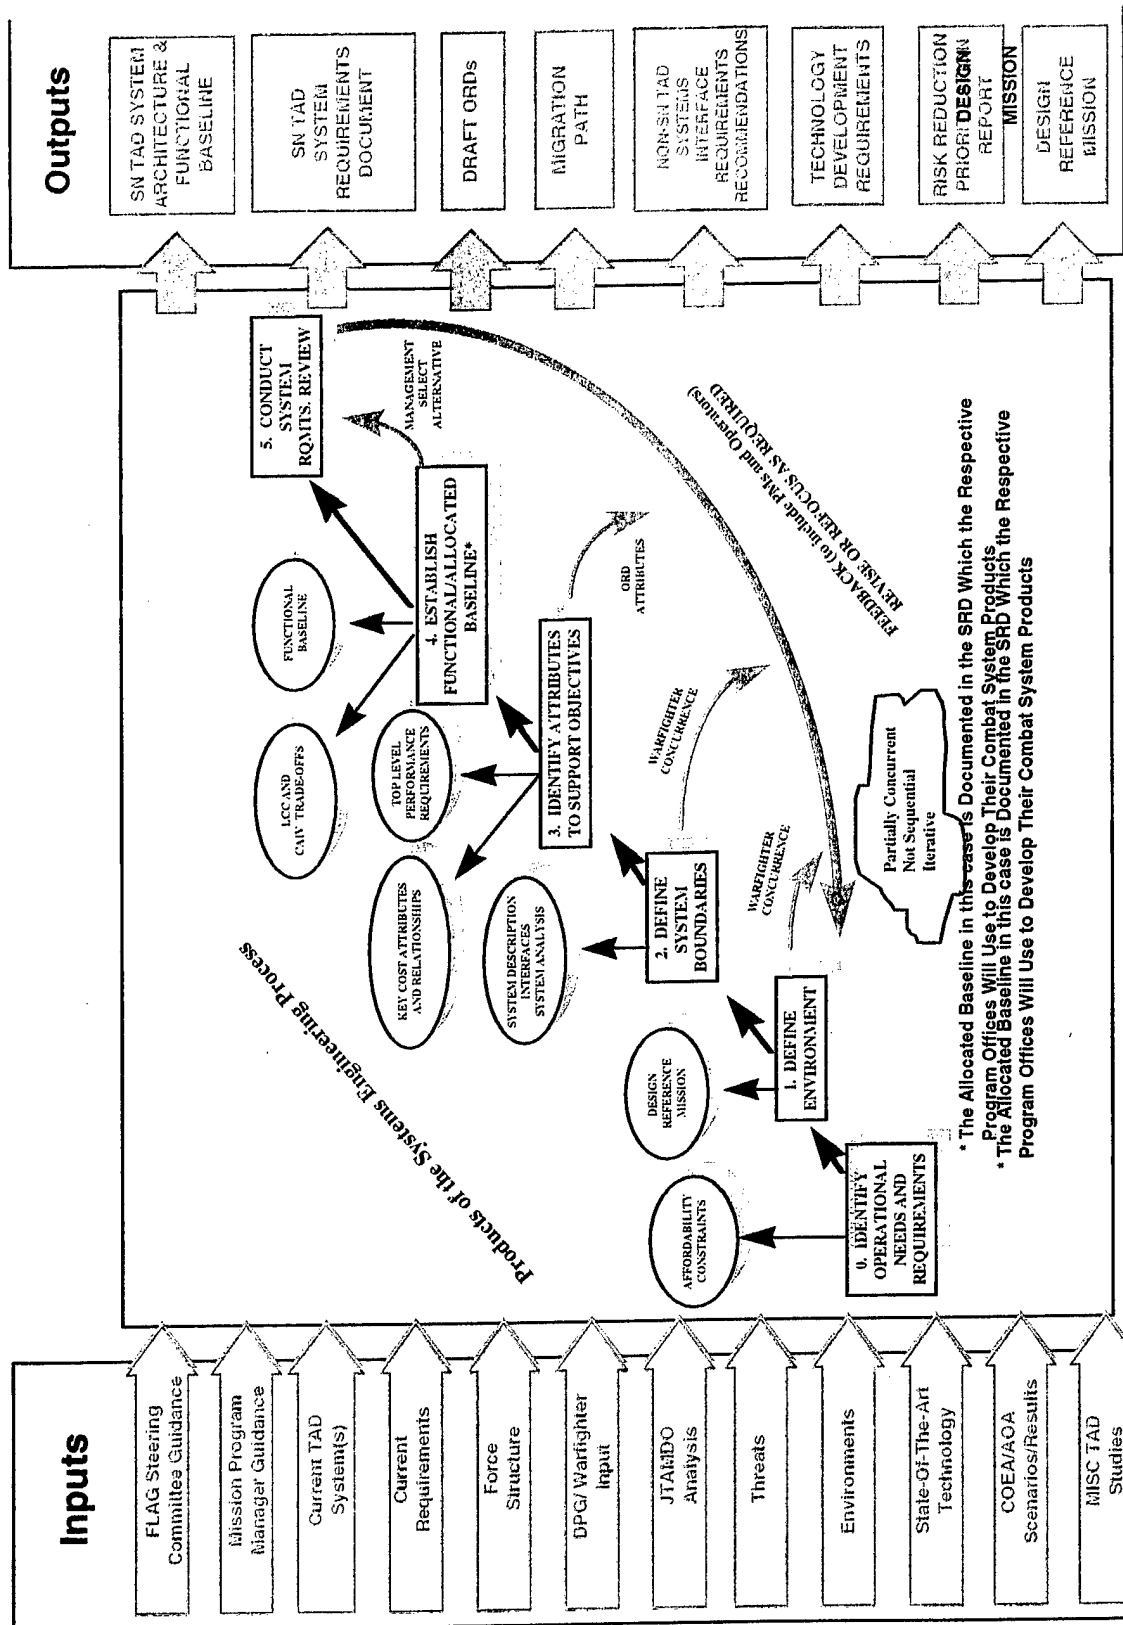 Inputs
FLAG Steering
Committee Guidance
Mission Program
Manager Guidance
Current TAD
System(s)
Current
Requirements
Force
Structure
DPG/ Warfighter
Input
JTAMDO
Analysis
Threats
Environments
State-Of-The-Art
Technology
COEA/AOA
Scenarios/Results
MISC TAD
Studies
Products of the Systems Engineering Process
AFFORDABILITY
CONSTRAINTS
0. IDENTIFY
OPERATIONAL
NEEDS AND
REQUIREMENTS
DESIGN
REFERENCE
MISSION
1. DEFINE
ENVIRONMENT
SYSTEM DESCRIPTION
INTERFACES
SYSTEM ANALYSIS
2. DEFINE
SYSTEM
BOUNDARIES
WARFIGHTER
CONCURRENCE
KEY COST ATTRIBUTES
AND RELATIONSHIPS
TOP LEVEL
PERFORMANCE
REQUIREMENTS
3. IDENTIFY ATTRIBUTES
TO SUPPORT OBJECTIVES
WARFIGHTER
CONCURRENCE
LCC AND
CAIV TRADE-OFFS
FUNCTIONAL
BASELINE
4. ESTABLISH
FUNCTIONAL/ALLOCATED
BASELINE*
ORD
ATTRIBUTES
5. CONDUCT
SYSTEM
RQMTS. REVIEW
MANAGEMENT
SELECT
ALTERNATIVE
FEEDBACK (to include PMs and Operators)
REVISE OR REFOCUS AS REQUIRED
Partially Concurrent
Not Sequential
Iterative
* The Allocated Baseline in this case is Documented in the SRD Which the Respective
Program Offices Will Use to Develop Their Combat System Products
* The Allocated Baseline in this case is Documented in the SRD Which the Respective
Program Offices Will Use to Develop Their Combat System Products
Outputs
SN TAD SYSTEM
ARCHITECTURE &
FUNCTIONAL
BASELINE
SN TAD
SYSTEM
REQUIREMENTS
DOCUMENT
DRAFT ORDs
MIGRATION
PATH
NON-SN TAD
SYSTEMS
INTERFACE
REQUIREMENTS
RECOMMENDATIONS
TECHNOLOGY
DEVELOPMENT
REQUIREMENTS
RISK REDUCTION
DESIGN
REPORT
MISSION
DESIGN
REFERENCE
MISSION